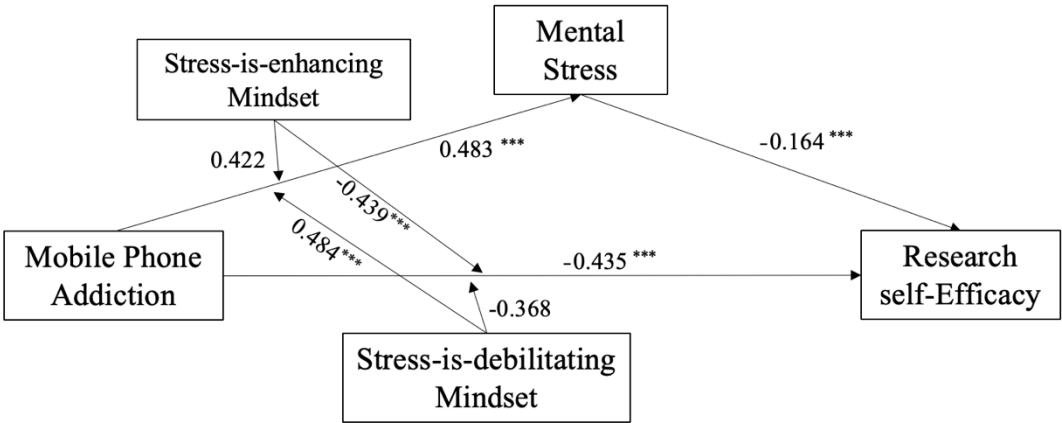 Mental
Stress
Stress-is-enhancing
Mindset
0.422
0.483 ***
-0.164 ***
-0.439***
0.484***
Mobile Phone
Addiction
-0.435 ***
Research
self-Efficacy
-0.368
Stress-is-debilitating
Mindset